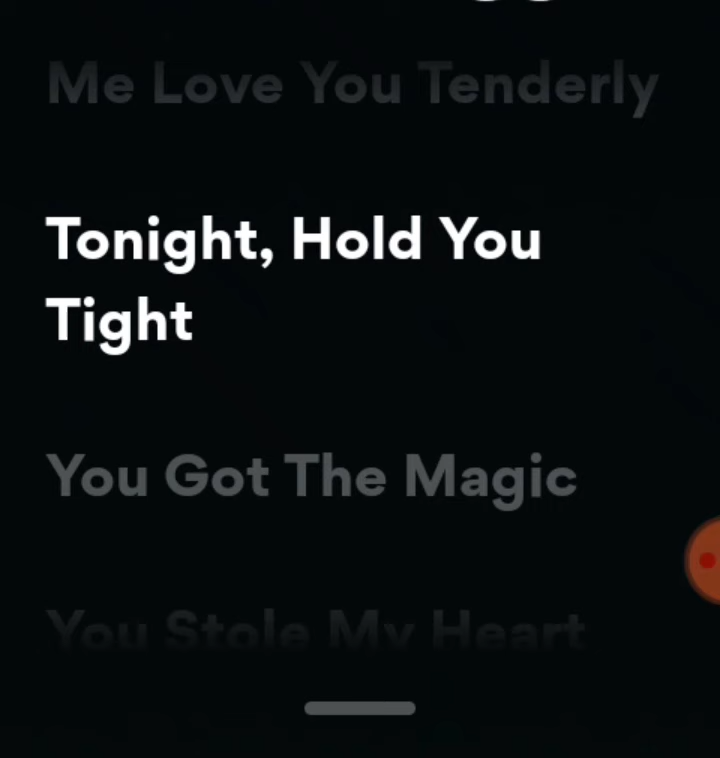 Me Love You Tenderly
Tonight, Hold You
Tight
You Got The Magic
You Stole My Heart